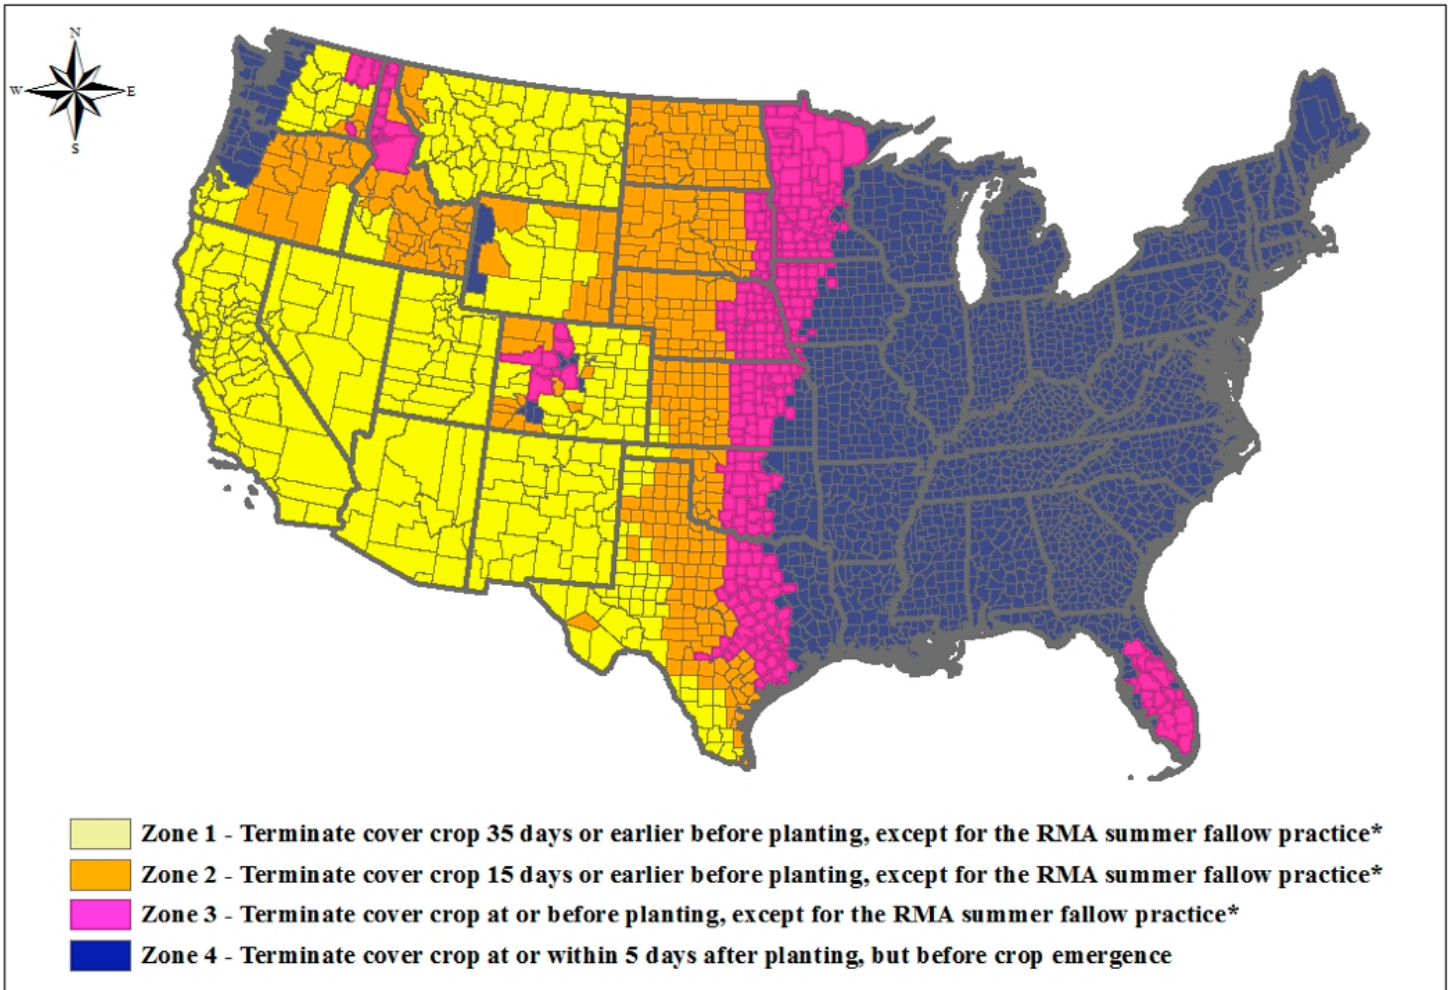 N
W E
S
Zone 1 - Terminate cover crop 35 days or earlier before planting, except for the RMA summer fallow practice*
Zone 2 - Terminate cover crop 15 days or earlier before planting, except for the RMA summer fallow practice*
Zone 3 - Terminate cover crop at or before planting, except for the RMA summer fallow practice*
Zone 4 - Terminate cover crop at or within 5 days after planting, but before crop emergence